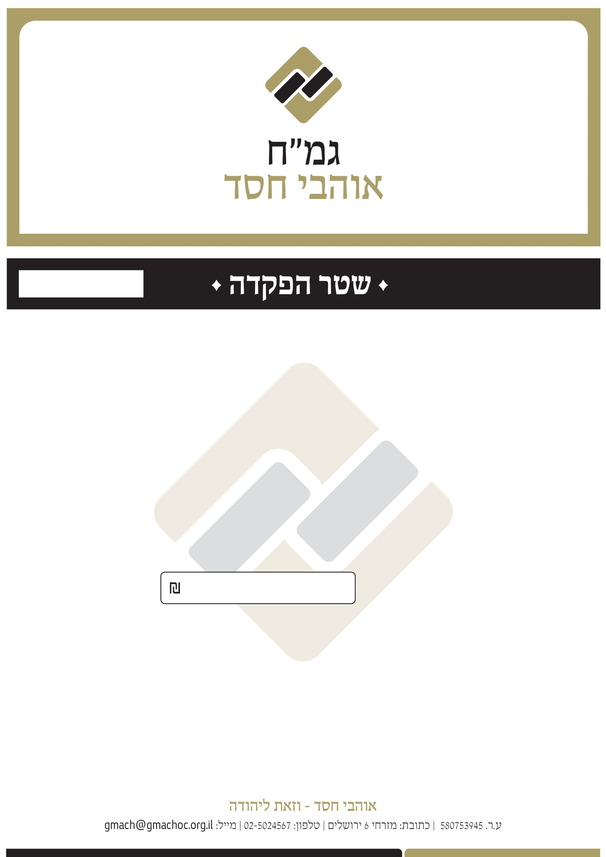 גמ״ח
אוהבי חסד
♦ שטר הפקדה ♦
₪
אוהבי חסד - וזאת ליהודה
ע.ר. 580753945 | כתובת: מזרחי 6 ירושלים | טלפון: 02-5024567 | מייל: gmach@gmachoc.org.il